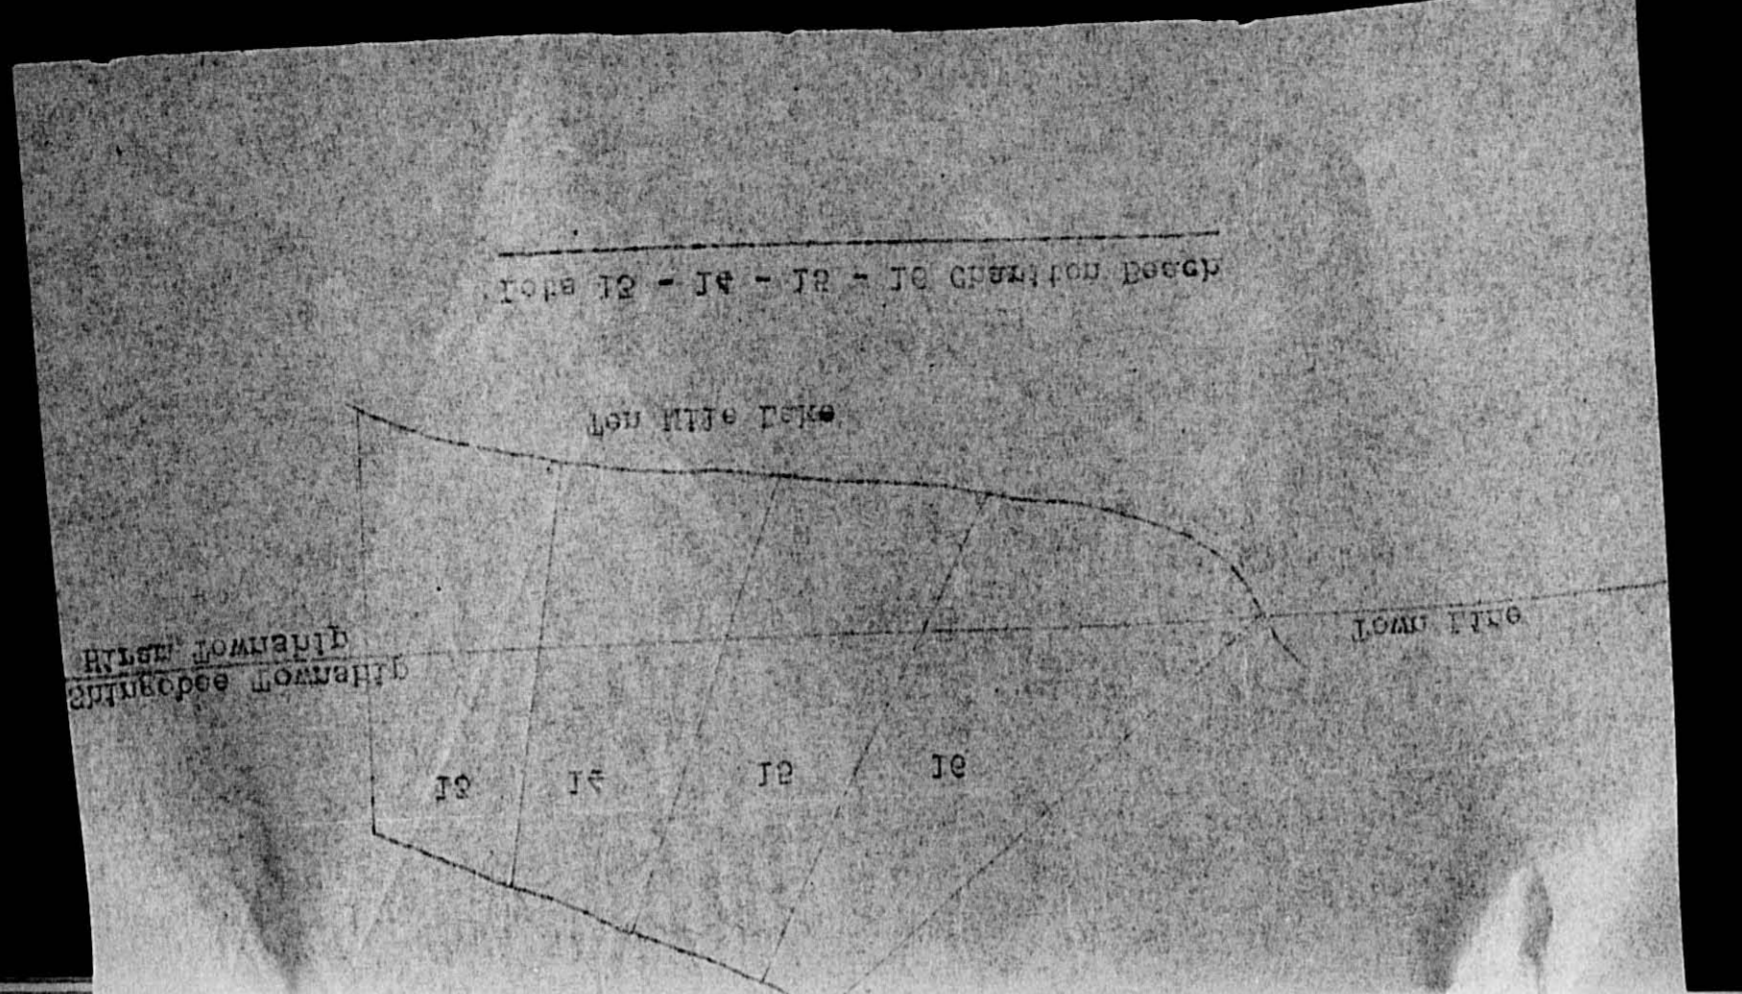 Lots 13 - 14 - 15 - 16 Charlton Beach
Ten Mile Lake
Hiram Township
Shingobee Township
Town Line
13 14 15 16